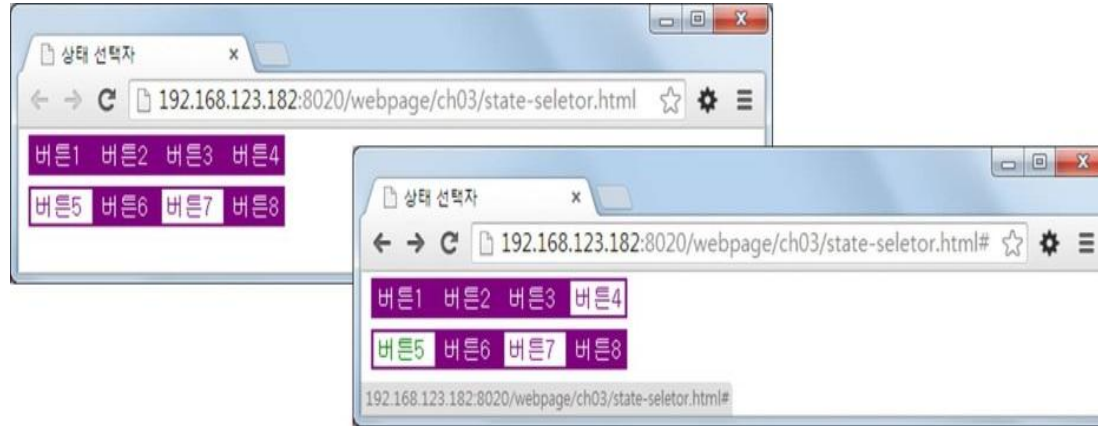 상태 선택자
192.168.123.182:8020/webpage/ch03/state-seletor.html
버튼1 버튼2 버튼3 버튼4
버튼5 버튼6 버튼7 버튼8
상태 선택자
192.168.123.182:8020/webpage/ch03/state-seletor.html#
버튼1 버튼2 버튼3 버튼4
버튼5 버튼6 버튼7 버튼8
192.168.123.182:8020/webpage/ch03/state-seletor.html#